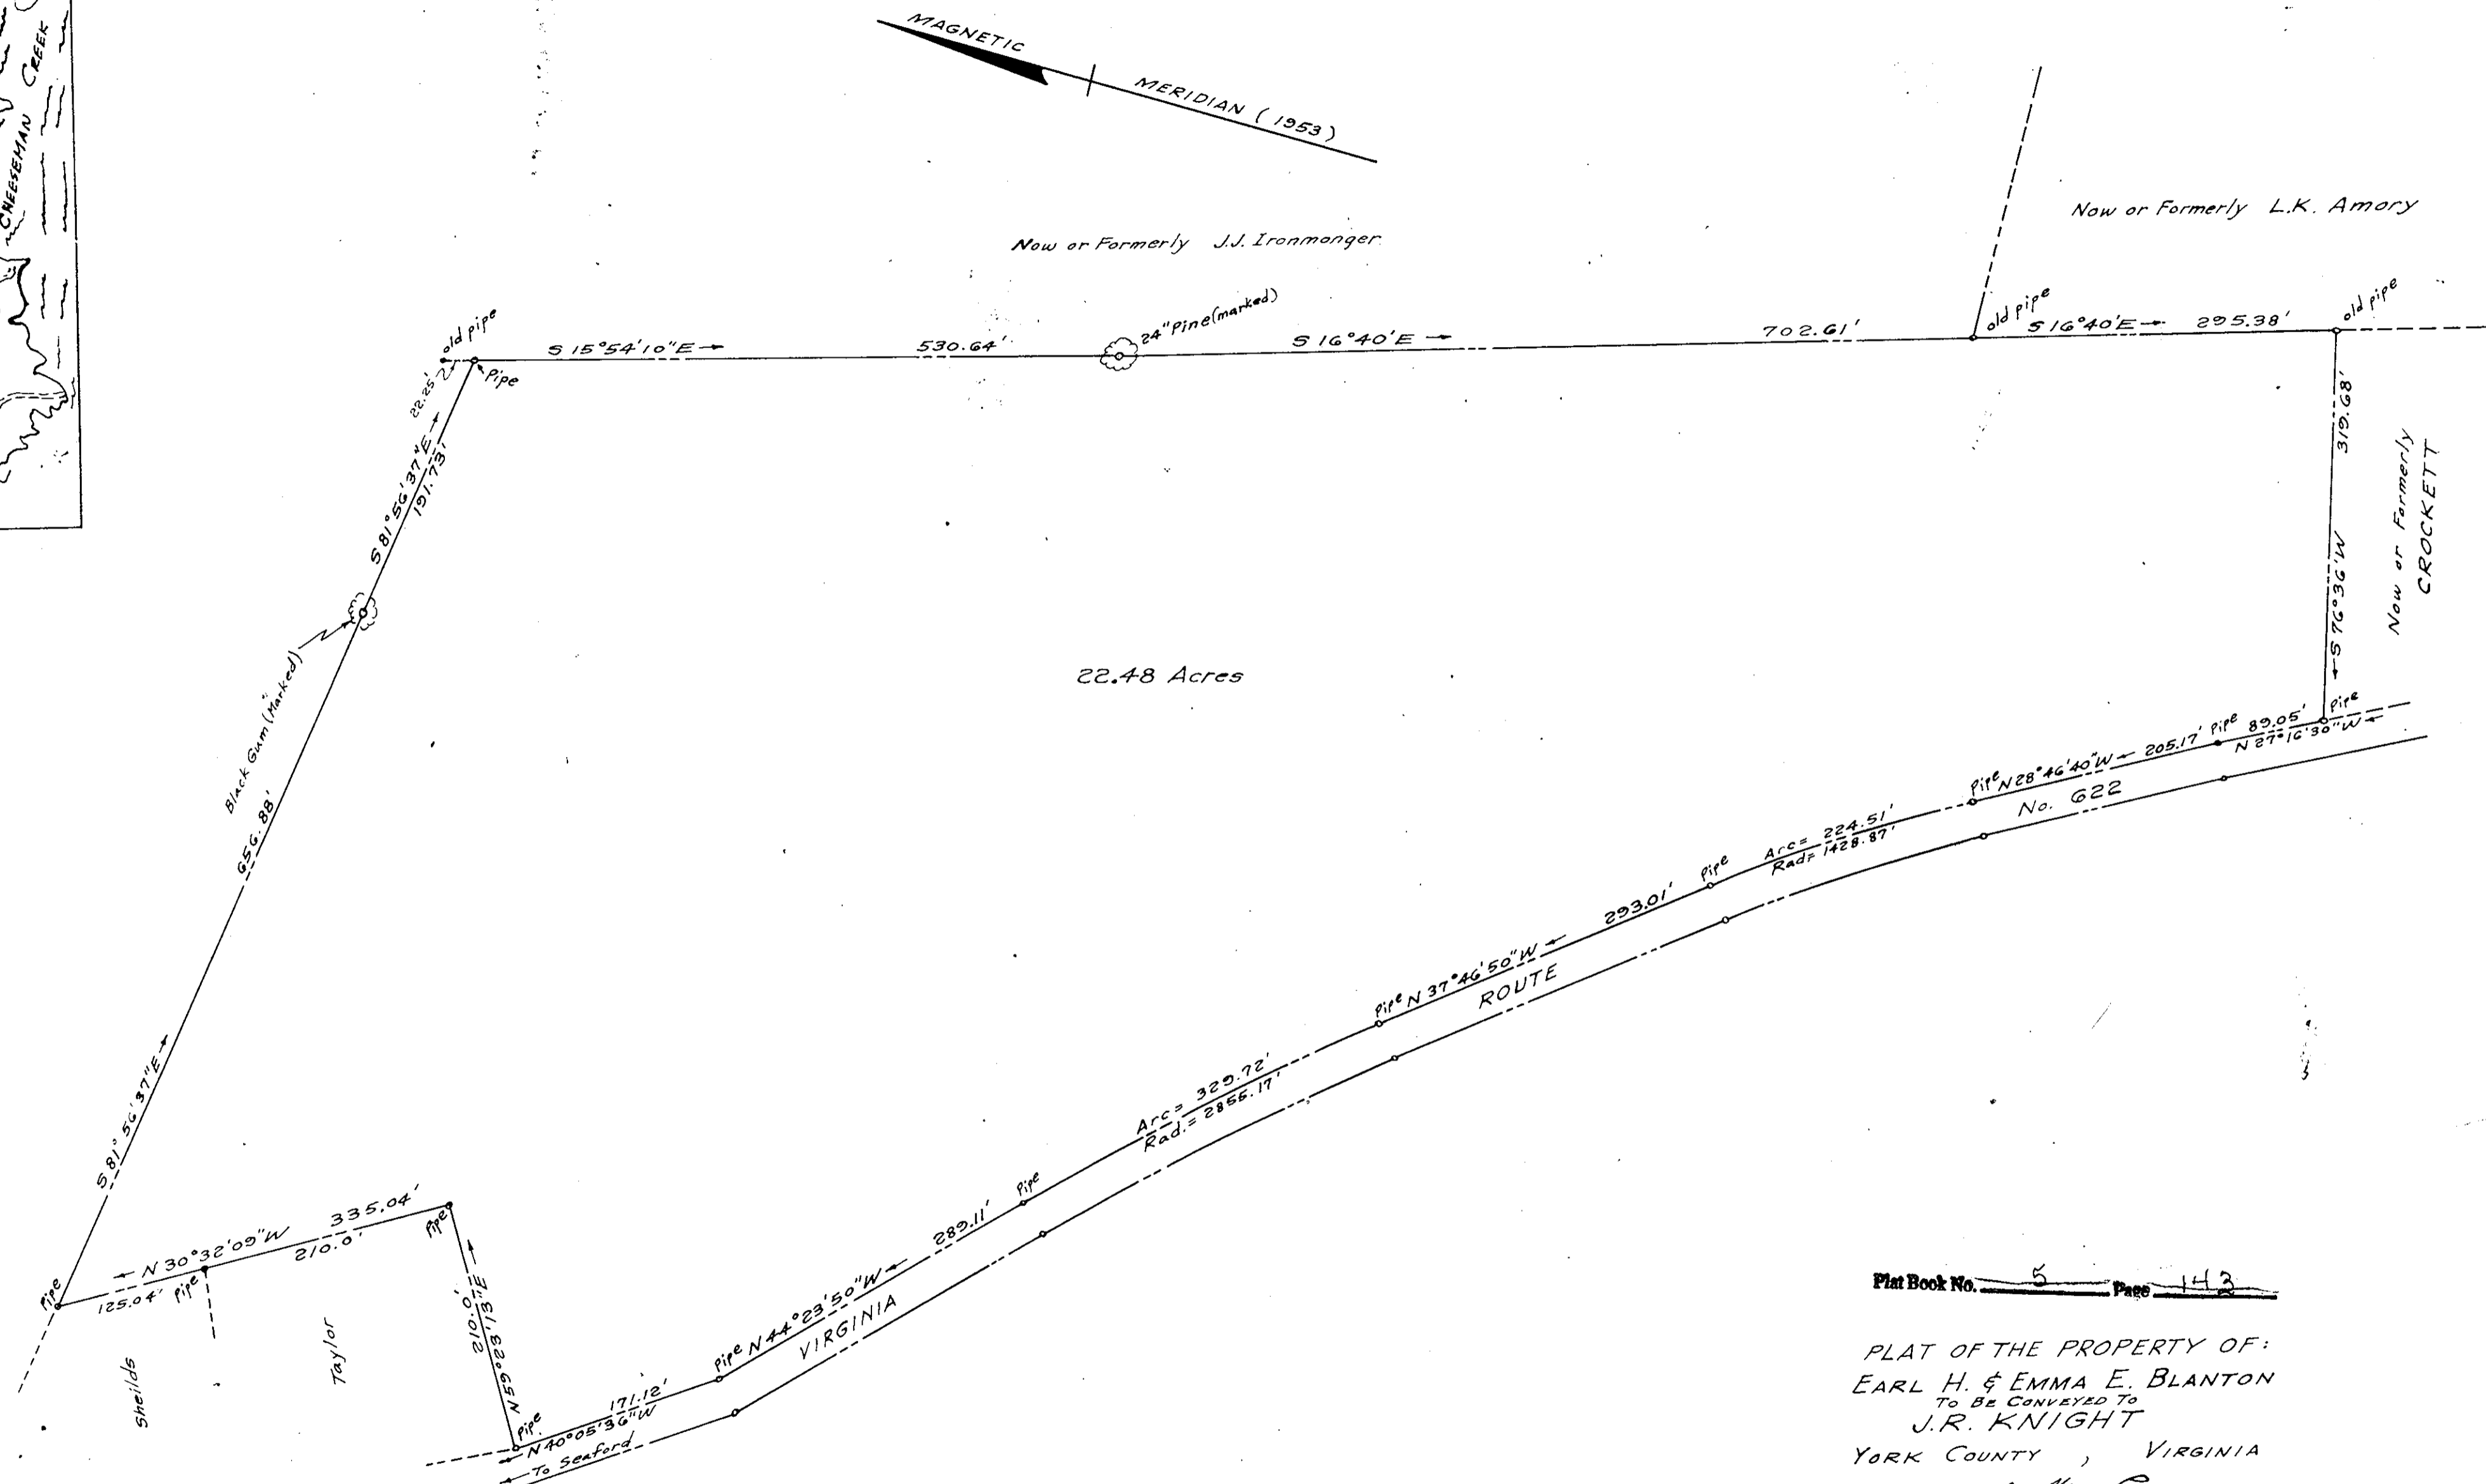 CHEESEMAN CREEK
MAGNETIC
MERIDIAN (1953)
Now or Formerly L.K. Amory
Now or Formerly J.J. Ironmonger
old pipe
22.25'
Pipe
S 15°54'10"E
530.64'
24" Pine (marked)
S 16°40'E
702.61'
old pipe
S 16°40'E
295.38'
old pipe
319.68'
S 76°36'W
Now or Formerly
CROCKETT
S 81°56'37"E
191.73'
Black Gum (Marked)
656.88'
S 81°56'37"E
22.48 Acres
Pipe
N 27°16'30"W
89.05'
Pipe
205.17'
N 28°46'40"W
Pipe
No. 622
Arc= 224.51'
Rad= 1428.87'
Pipe
293.01'
N 37°46'50"W
Pipe
ROUTE
Arc= 329.72'
Rad.= 2855.17'
Pipe
289.11'
N 44°23'50"W
Pipe
VIRGINIA
171.12'
N 40°05'36"W
To Seaford
Pipe
N 59°23'13"E
210.0'
Pipe
335.04'
N 30°32'09"W
210.0'
Pipe
125.04'
Pipe
Sheilds
Taylor
Plat Book No. 5 Page 143
PLAT OF THE PROPERTY OF:
EARL H. & EMMA E. BLANTON
TO BE CONVEYED TO
J.R. KNIGHT
YORK COUNTY , VIRGINIA